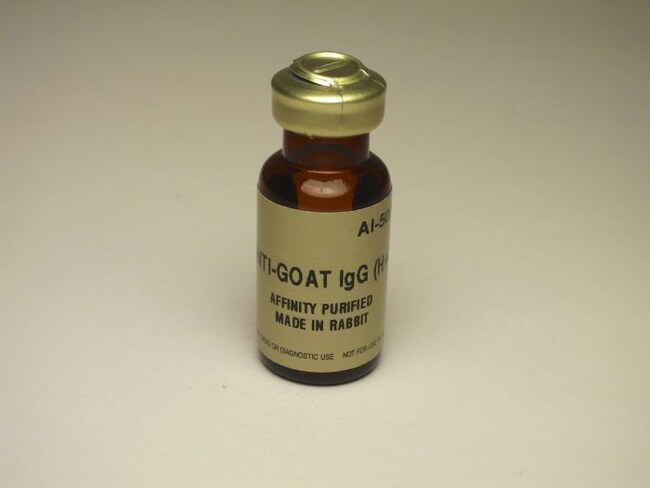 AI-50
NTI-GOAT IgG (H+
AFFINITY PURIFIED
MADE IN RABBIT
OR DIAGNOSTIC USE NOT FOR USE